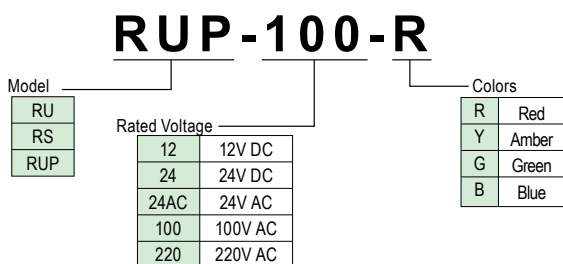 RUP-100-R
Model
RU
RS
RUP
Rated Voltage
12 12V DC
24 24V DC
24AC 24V AC
100 100V AC
220 220V AC
Colors
R Red
Y Amber
G Green
B Blue